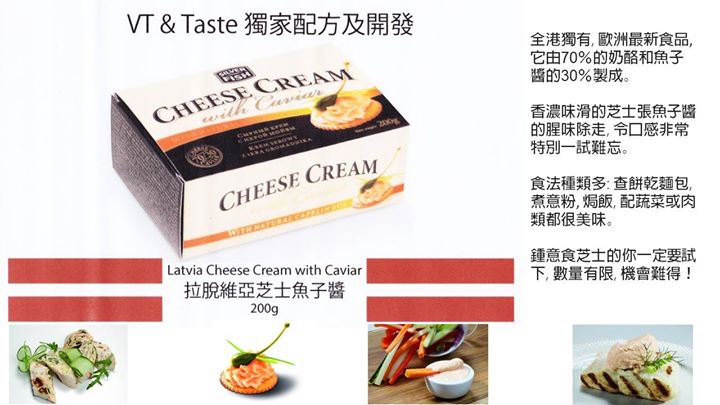 VT & Taste 獨家配方及開發
SILVER
FISH
CHEESE CREAM
with Caviar
СЫРНЫЙ КРЕМ
С ИКРОЙ МОЙВЫ
KREM SEROWY
Z IKRĄ GROMADNIKA
200g
CHEESE CREAM
WITH NATURAL CAPELIN ROE
Latvia Cheese Cream with Caviar
拉脫維亞芝士魚子醬
200g
全港獨有, 歐洲最新食品,
它由70%的奶酪和魚子
醬的30%製成。
香濃味滑的芝士張魚子醬
的腥味除走, 令口感非常
特別一試難忘。
食法種類多: 查餅乾麵包,
煮意粉, 焗飯, 配蔬菜或肉
類都很美味。
鍾意食芝士的你一定要試
下, 數量有限, 機會難得！